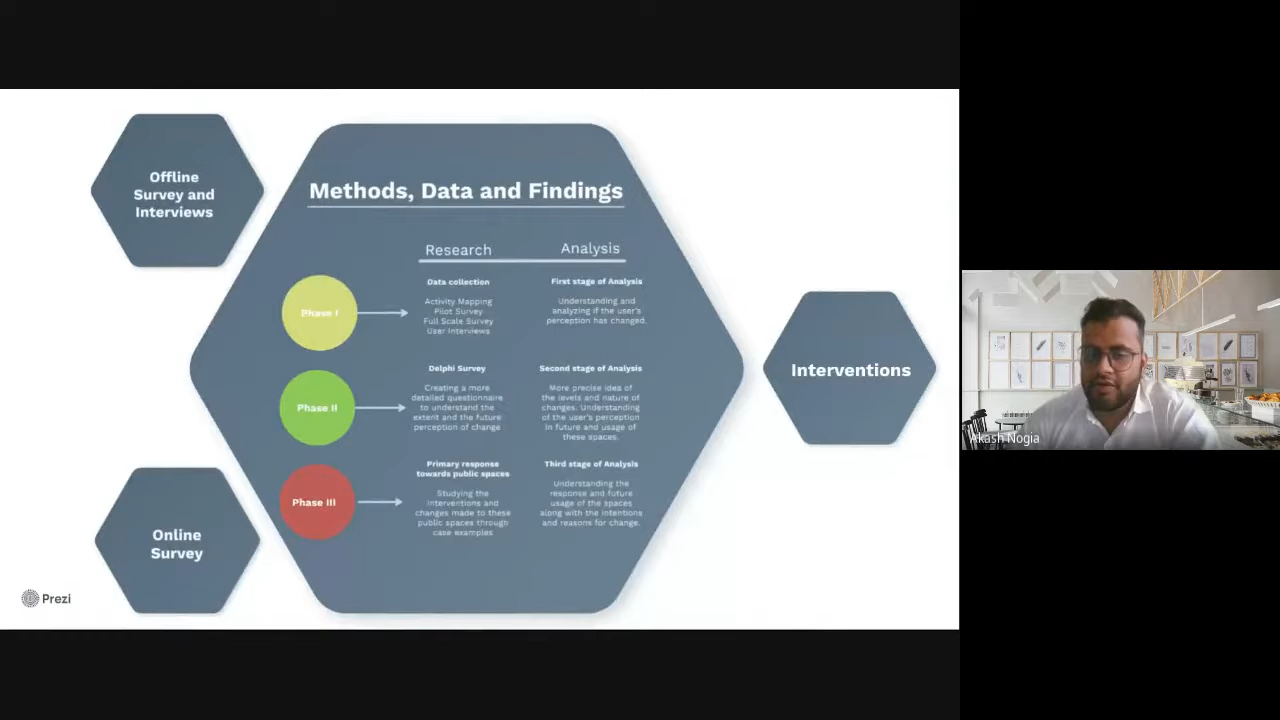 Offline
Survey and
Interviews
Methods, Data and Findings
Research
Analysis
Phase I
Data collection
Activity Mapping
Pilot Survey
Full Scale Survey
User Interviews
First stage of Analysis
Understanding and
analyzing if the user's
perception has changed.
Phase II
Delphi Survey
Creating a more
detailed questionnaire
to understand the
extent and the future
perception of change
Second stage of Analysis
More precise idea of
the levels and nature of
changes. Understanding
of the user's perception
in future and usage of
these spaces.
Phase III
Primary response
towards public spaces
Studying the
interventions and
changes made to these
public spaces through
case examples
Third stage of Analysis
Understanding the
response and future
usage of the spaces
along with the intentions
and reasons for change.
Interventions
Online
Survey
Prezi
Akash Nogia